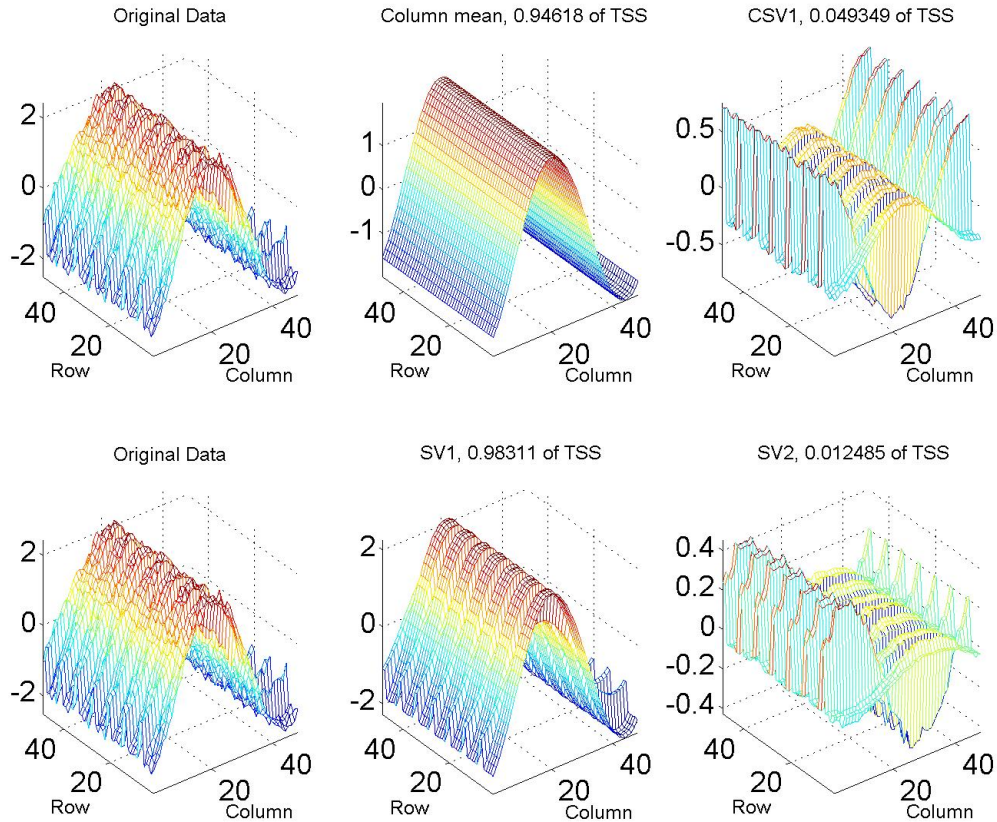 Original Data
Column mean, 0.94618 of TSS
CSV1, 0.049349 of TSS
2
0
-2
40
20
Row
20
40
Column
1
0
-1
40
20
Row
20
40
Column
0.5
0
-0.5
40
20
Row
20
40
Column
Original Data
SV1, 0.98311 of TSS
SV2, 0.012485 of TSS
2
0
-2
40
20
Row
20
40
Column
2
0
-2
40
20
Row
20
40
Column
0.4
0.2
0
-0.2
-0.4
40
20
Row
20
40
Column